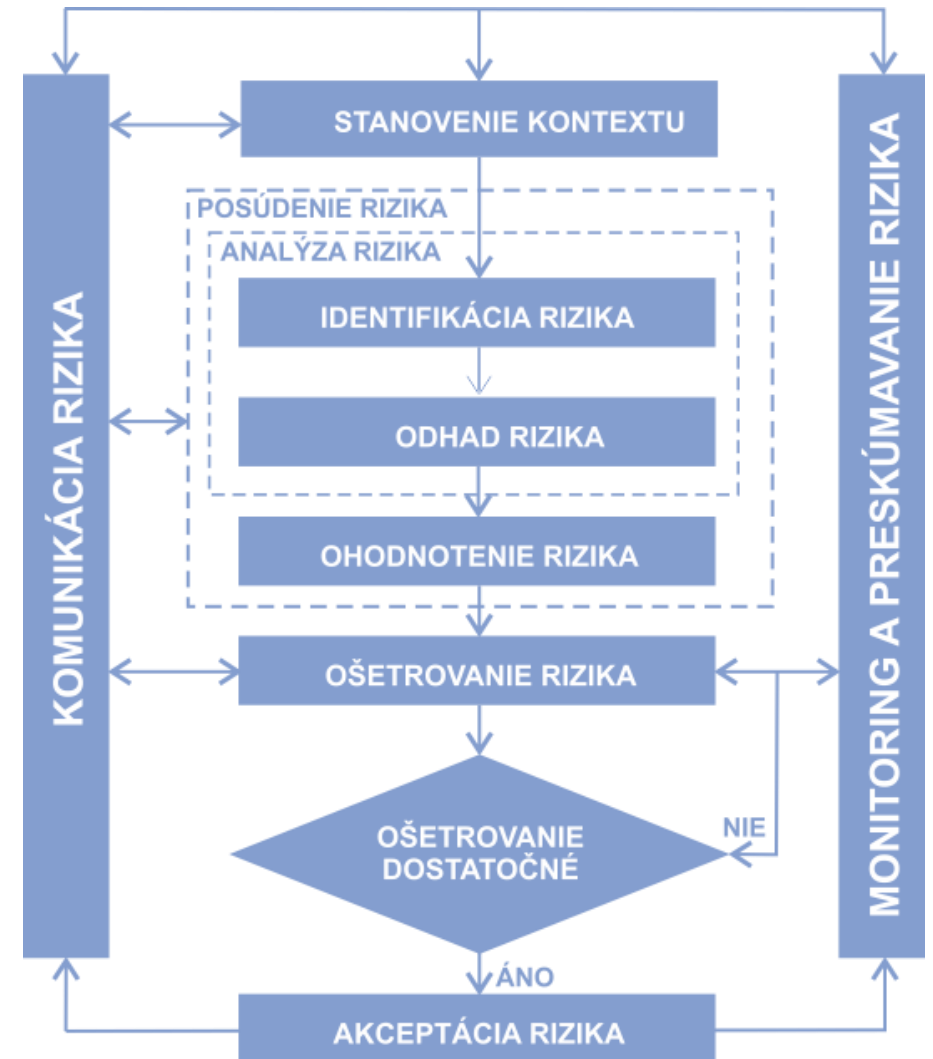 STANOVENIE KONTEXTU
POSÚDENIE RIZIKA
ANALÝZA RIZIKA
IDENTIFIKÁCIA RIZIKA
ODHAD RIZIKA
OHODNOTENIE RIZIKA
OŠETROVANIE RIZIKA
OŠETROVANIE
DOSTATOČNÉ
NIE
ÁNO
AKCEPTÁCIA RIZIKA
KOMUNIKÁCIA RIZIKA
MONITORING A PRESKÚMAVANIE RIZIKA